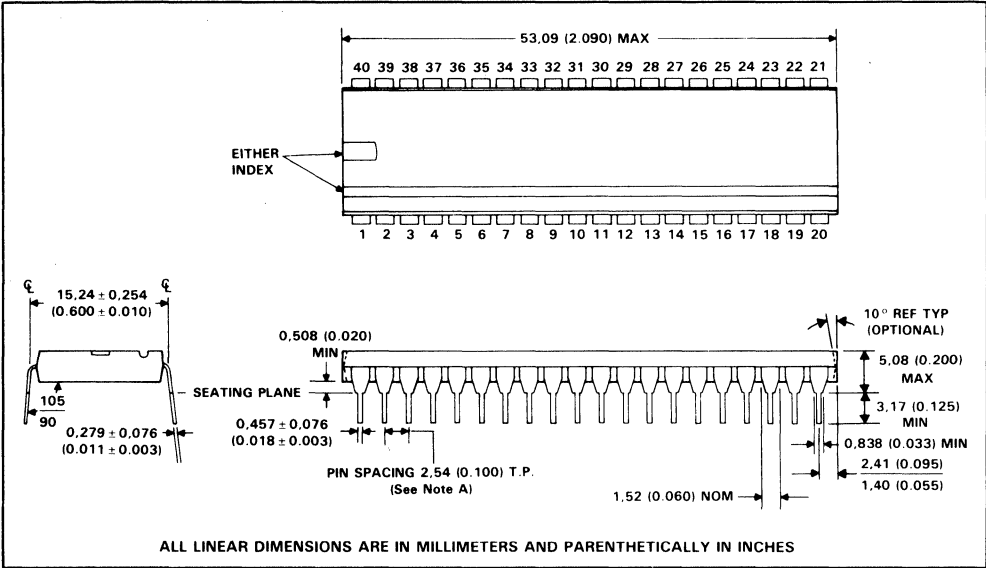 53,09 (2.090) MAX
40 39 38 37 36 35 34 33 32 31 30 29 28 27 26 25 24 23 22 21
EITHER
INDEX
1 2 3 4 5 6 7 8 9 10 11 12 13 14 15 16 17 18 19 20
℄ ℄
15,24 ± 0,254
(0.600 ± 0.010)
105
90
0,279 ± 0,076
(0.011 ± 0.003)
0,508 (0.020)
MIN
SEATING PLANE
0,457 ± 0,076
(0.018 ± 0.003)
PIN SPACING 2,54 (0.100) T.P.
(See Note A)
10° REF TYP
(OPTIONAL)
5,08 (0.200)
MAX
3,17 (0.125)
MIN
0,838 (0.033) MIN
2,41 (0.095)
1,40 (0.055)
1,52 (0.060) NOM
ALL LINEAR DIMENSIONS ARE IN MILLIMETERS AND PARENTHETICALLY IN INCHES